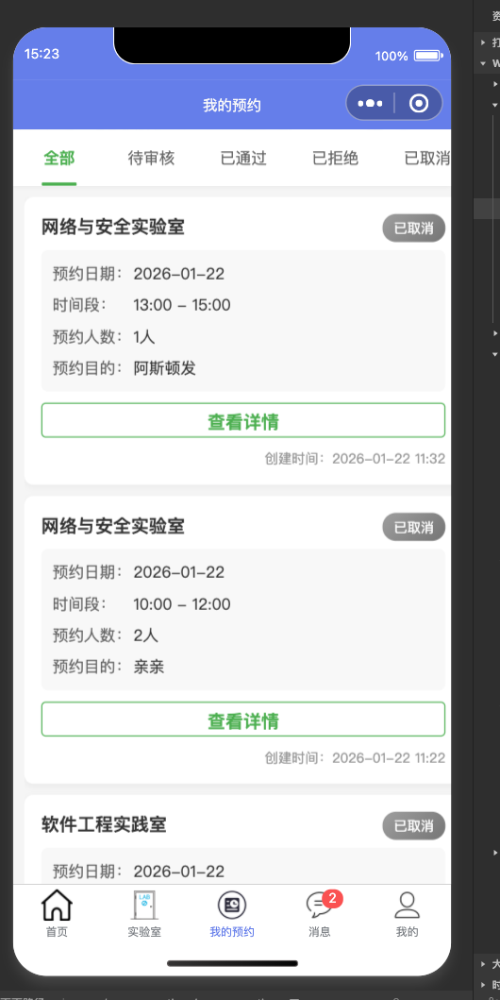 15:23
100%
我的预约
全部 待审核 已通过 已拒绝 已取消
网络与安全实验室 已取消
预约日期： 2026-01-22
时间段： 13:00 - 15:00
预约人数： 1人
预约目的： 阿斯顿发
查看详情
创建时间：2026-01-22 11:32
网络与安全实验室 已取消
预约日期： 2026-01-22
时间段： 10:00 - 12:00
预约人数： 2人
预约目的： 亲亲
查看详情
创建时间：2026-01-22 11:22
软件工程实践室 已取消
预约日期： 2026-01-22
LAB
2
首页 实验室 我的预约 消息 我的